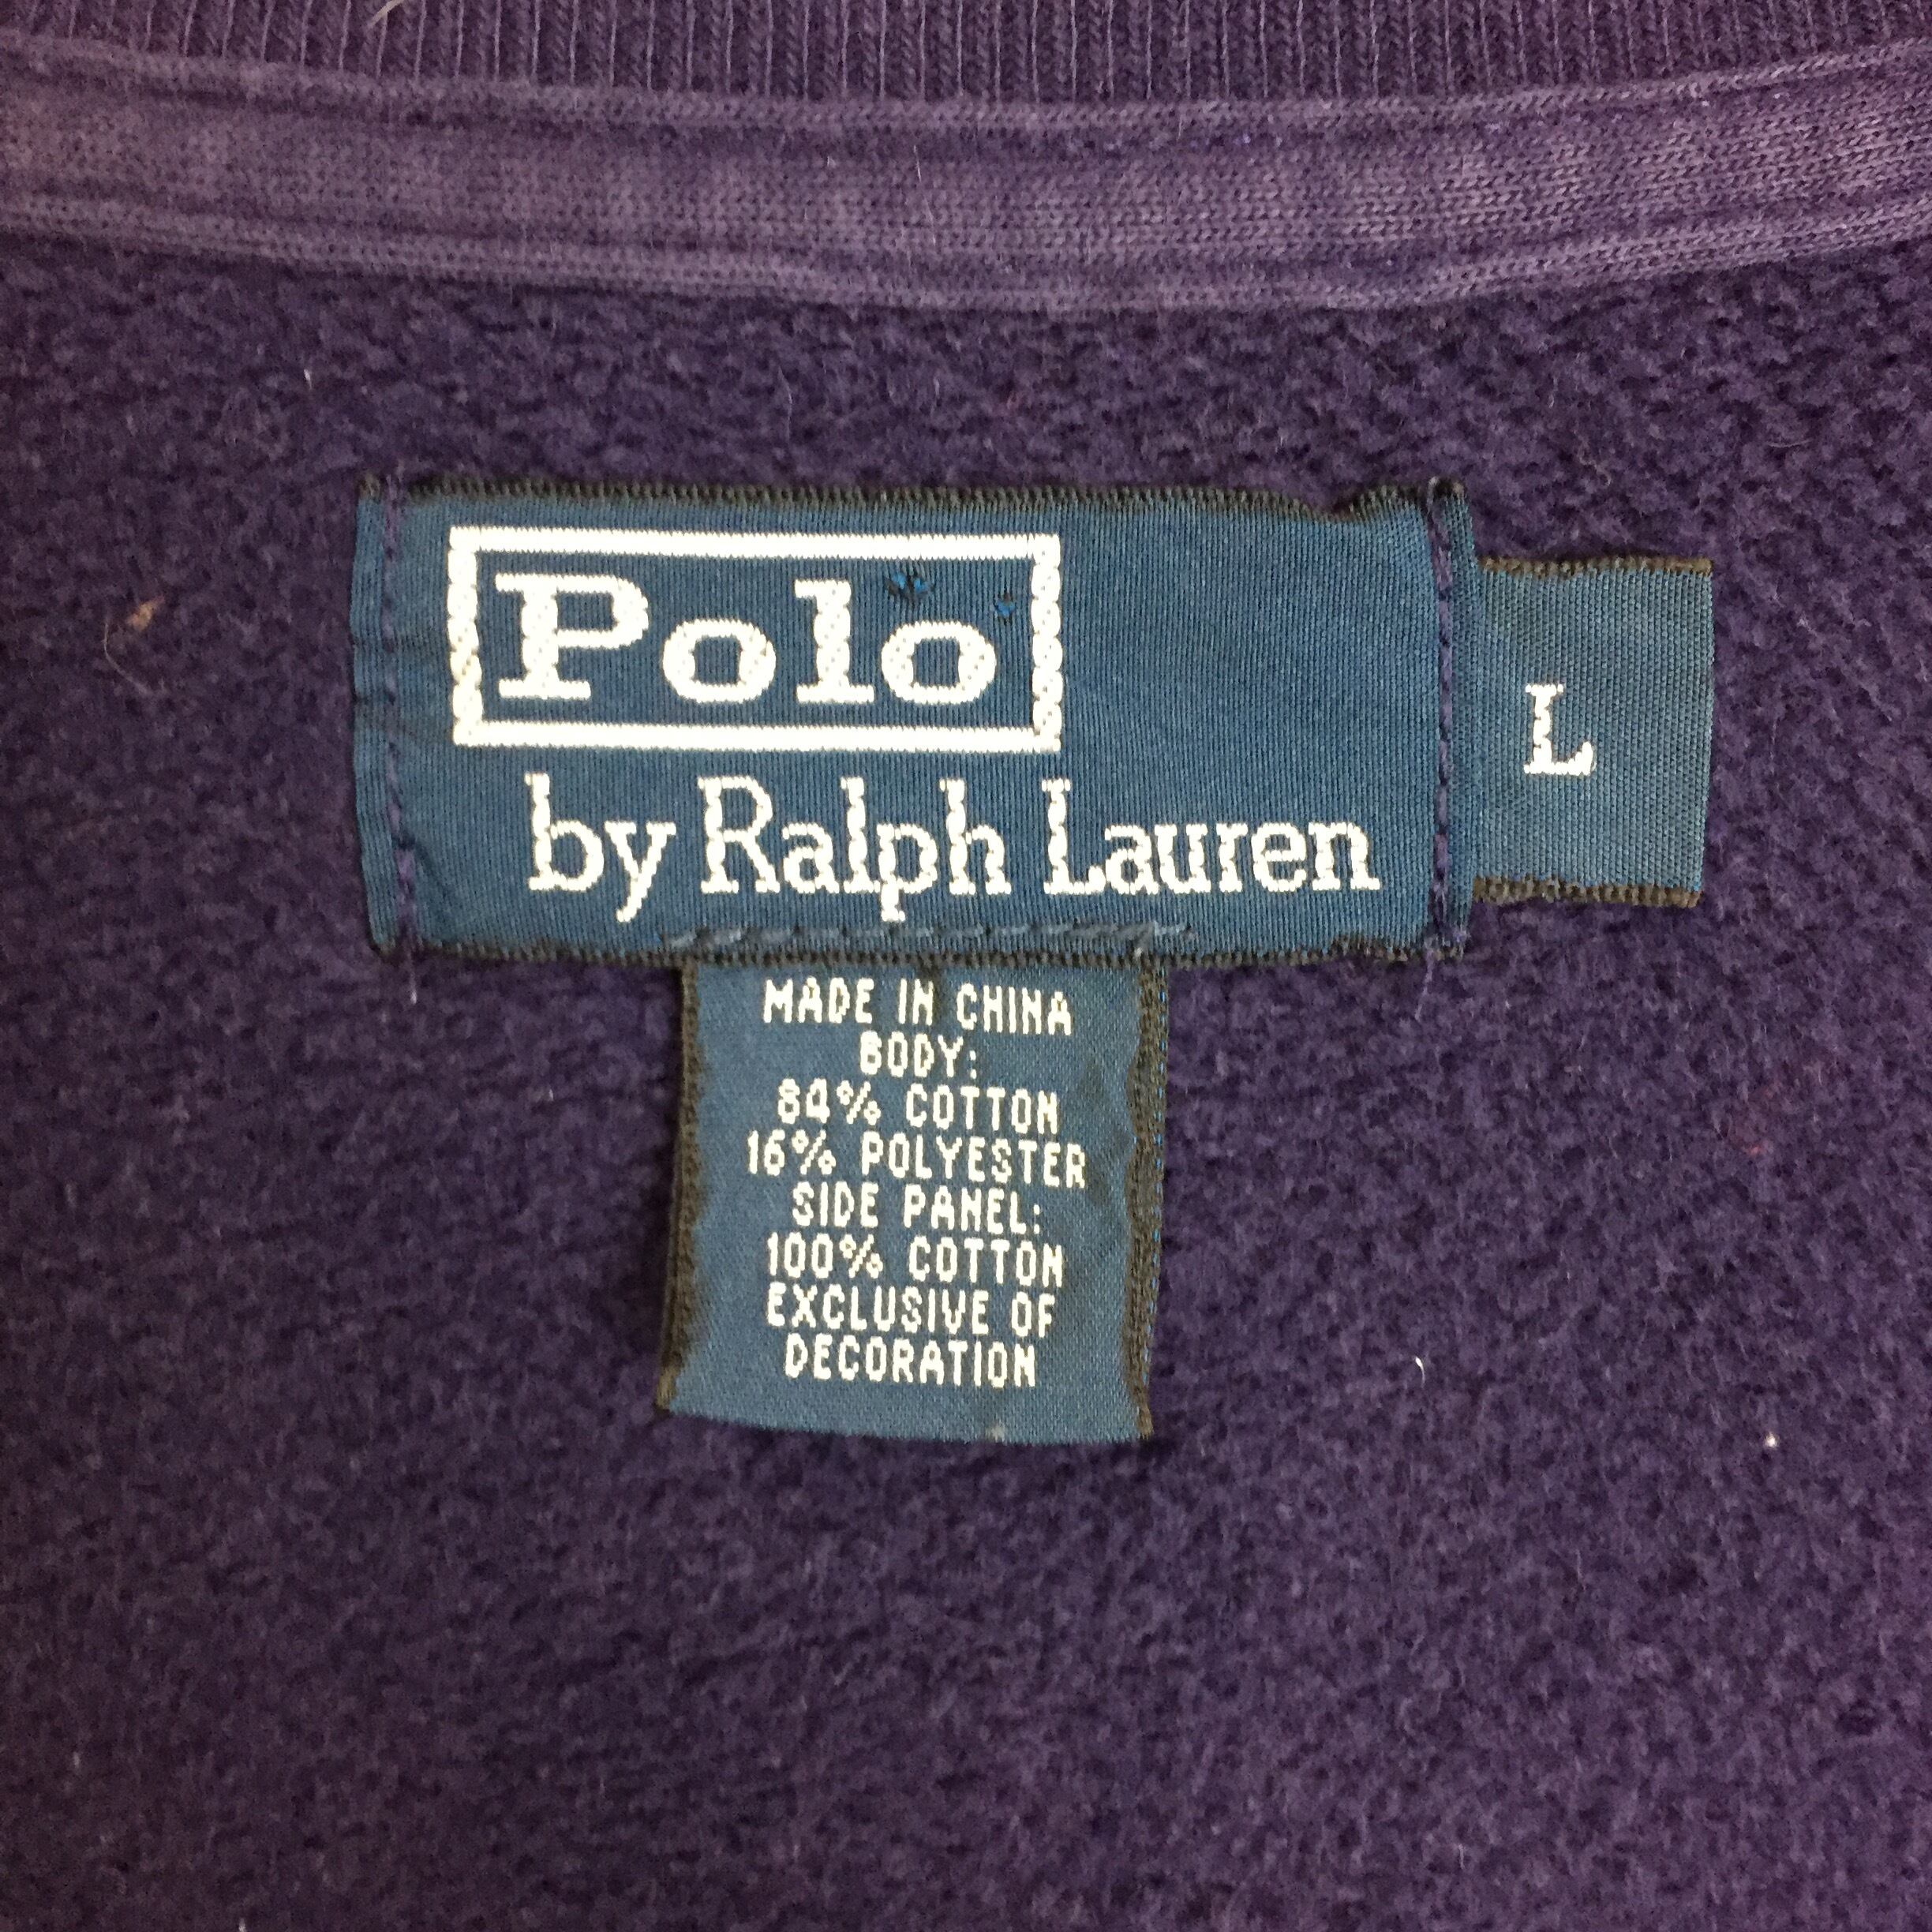 Polo
by Ralph Lauren
L
MADE IN CHINA
BODY:
84% COTTON
16% POLYESTER
SIDE PANEL:
100% COTTON
EXCLUSIVE OF
DECORATION